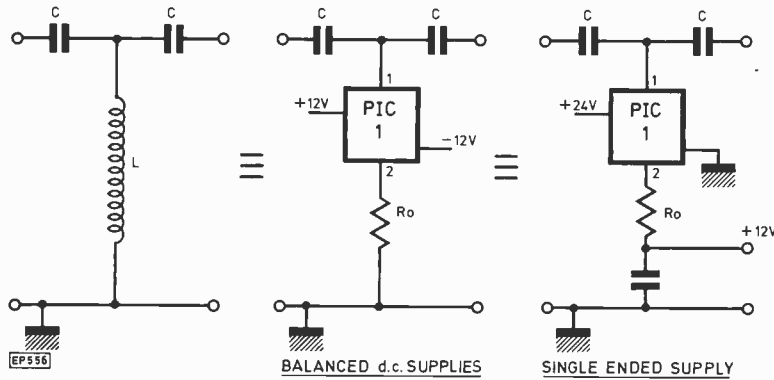 C C C C C C
1 1
+12V PIC 1 -12V +24V PIC 1
L
2 2
Ro Ro
+12V
EP556
BALANCED d.c. SUPPLIES SINGLE ENDED SUPPLY